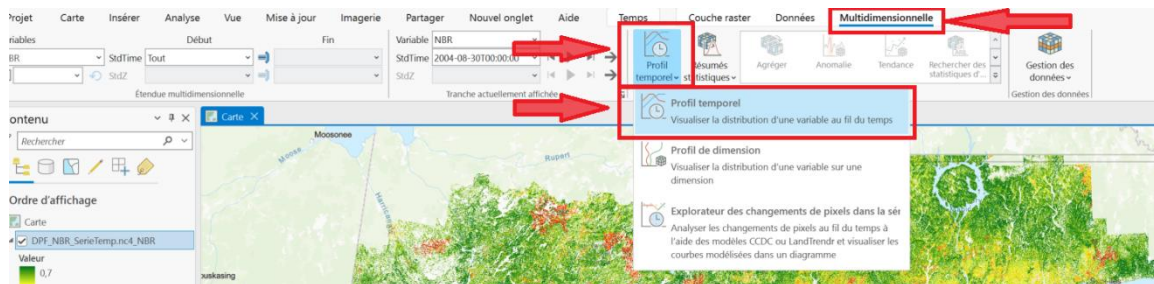 Projet Carte Insérer Analyse Vue Mise à jour Imagerie Partager Nouvel onglet Aide Temps Couche raster Données Multidimensionnelle
riables Début Fin Variable NBR
BR StdTime Tout StdTime 2004-08-30T00:00:00
StdZ StdZ
Étendue multidimensionnelle Tranche actuellement affichée
Profil
temporel
Résumés
statistiques
Agréger Anomalie Tendance Rechercher des
statistiques d'...
Gestion des
données
Gestion des données
ontenu
Rechercher
Ordre d'affichage
Carte
DPF_NBR_SerieTemp.nc4_NBR
Valeur
0,7
Carte
Profil temporel
Visualiser la distribution d'une variable au fil du temps
Profil de dimension
Visualiser la distribution d'une variable sur une
dimension
Explorateur des changements de pixels dans la sér
Analyser les changements de pixels au fil du temps à
l'aide des modèles CCDC ou LandTrendr et visualiser les
courbes modélisées dans un diagramme
Moosonee
Moose
Rupert
Harricana
puskasing